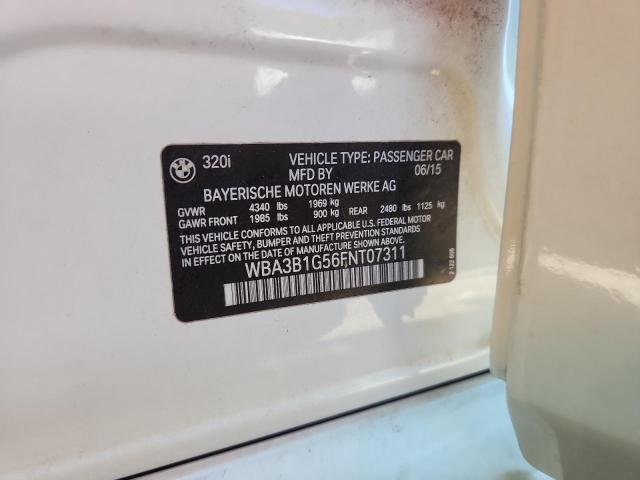 320i VEHICLE TYPE: PASSENGER CAR
MFD BY 06/15
BAYERISCHE MOTOREN WERKE AG
GVWR 4340 lbs 1969 kg
GAWR FRONT 1985 lbs 900 kg REAR 2480 lbs 1125 kg
THIS VEHICLE CONFORMS TO ALL APPLICABLE U.S. FEDERAL MOTOR
VEHICLE SAFETY, BUMPER AND THEFT PREVENTION STANDARDS
IN EFFECT ON THE DATE OF MANUFACTURE SHOWN ABOVE.
WBA3B1G56FNT07311